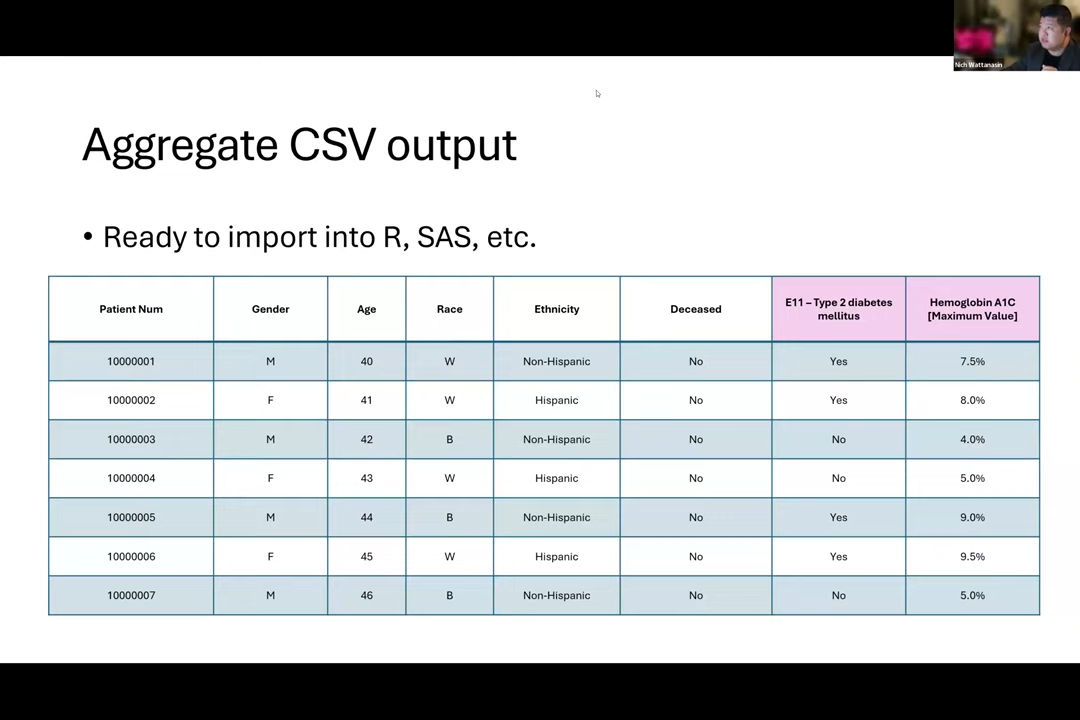 Nich Wattanasin
Aggregate CSV output
• Ready to import into R, SAS, etc.
Patient Num Gender Age Race Ethnicity Deceased E11 – Type 2 diabetes mellitus Hemoglobin A1C [Maximum Value]
10000001 M 40 W Non-Hispanic No Yes 7.5%
10000002 F 41 W Hispanic No Yes 8.0%
10000003 M 42 B Non-Hispanic No No 4.0%
10000004 F 43 W Hispanic No No 5.0%
10000005 M 44 B Non-Hispanic No Yes 9.0%
10000006 F 45 W Hispanic No Yes 9.5%
10000007 M 46 B Non-Hispanic No No 5.0%